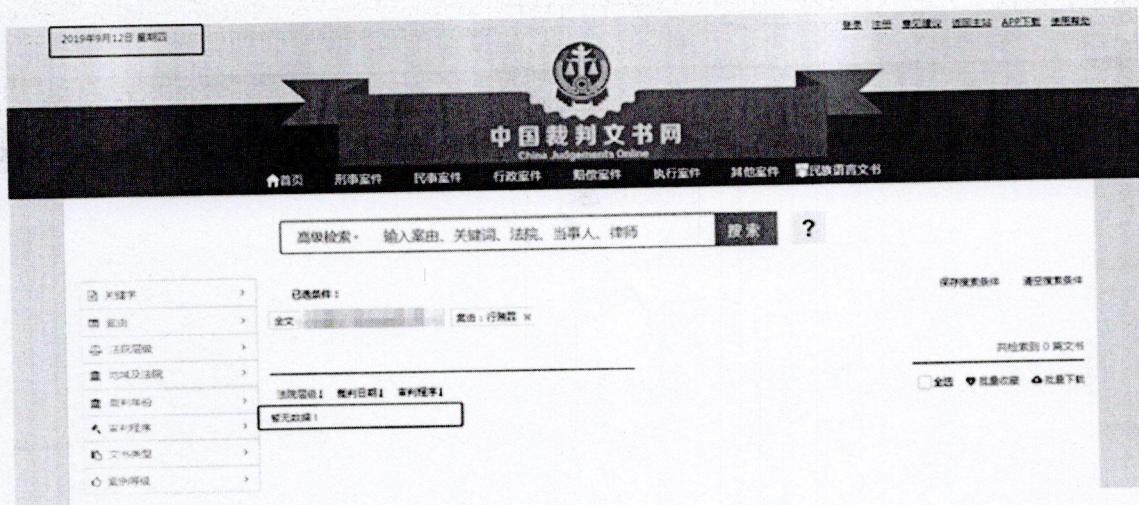 2019年9月12日 星期四
登录 注册 意见建议 返回主站 APP下载 使用帮助
中国裁判文书网
China Judgements Online
首页 刑事案件 民事案件 行政案件 赔偿案件 执行案件 其他案件 民族语言文书
高级检索 输入案由、关键词、法院、当事人、律师 搜索 ?
保存搜索条件 清空搜索条件
关键字
已选条件：
案由
全文 案由：行贿罪 ×
法院层级
共检索到 0 篇文书
地域及法院
全选 批量收藏 批量下载
裁判年份
法院层级↓ 裁判日期↓ 审判程序↓
审判程序
暂无数据！
文书类型
案例等级